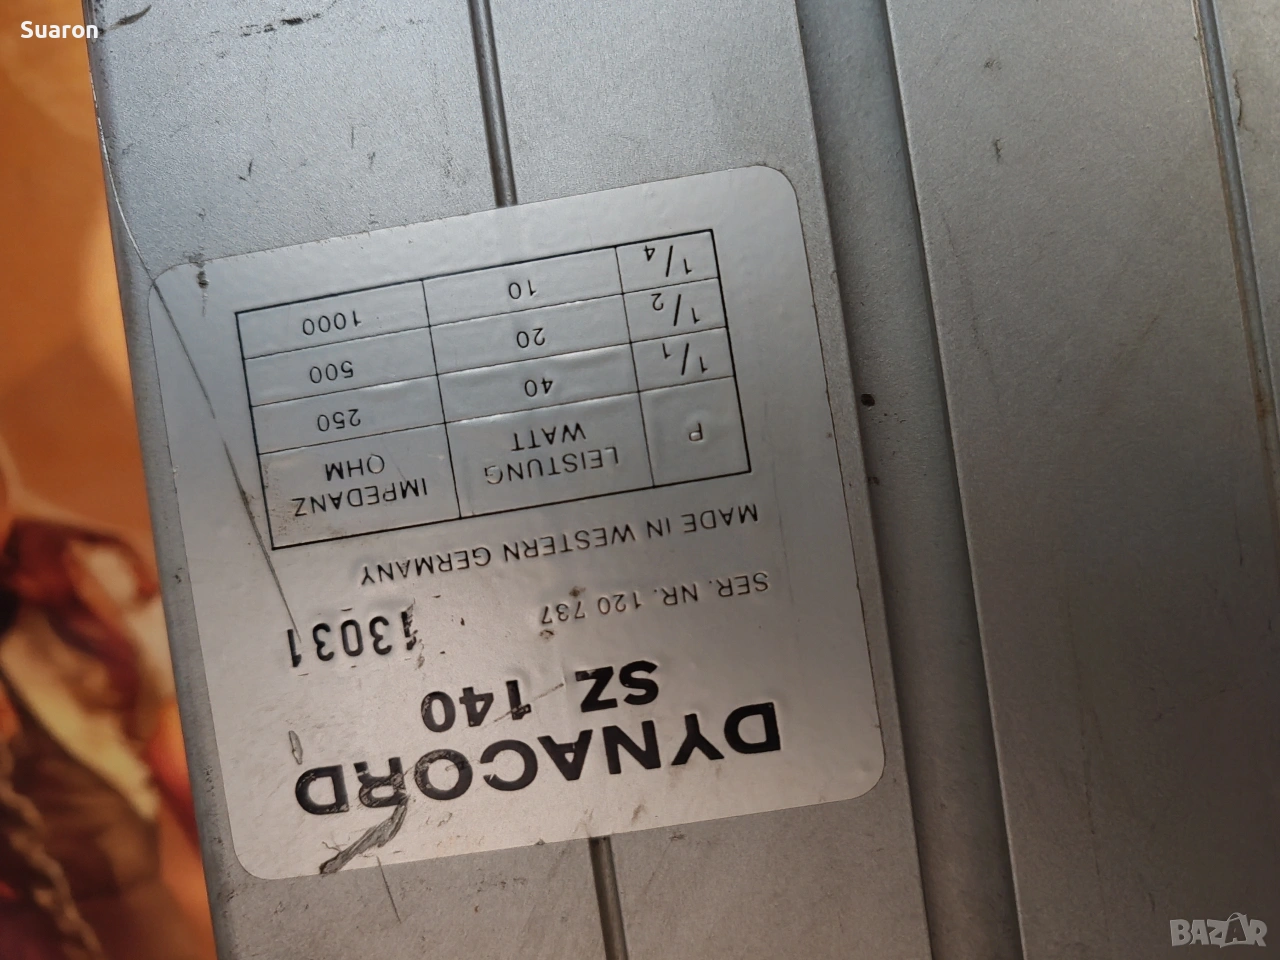 Suaron
DYNACORD
SZ 140
SER. NR. 120 737 13031
MADE IN WESTERN GERMANY
P LEISTUNG WATT IMPEDANZ OHM
1/1 40 250
1/2 20 500
1/4 10 1000
BAZAR